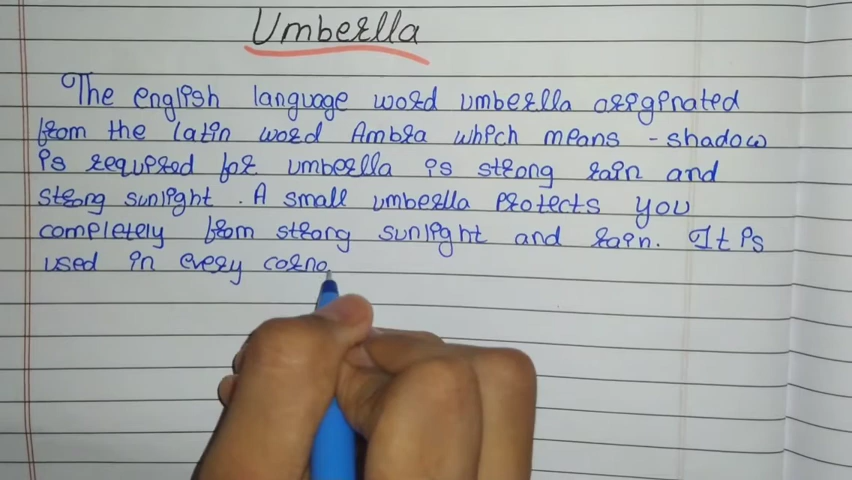 Umberlla
The english language word umberlla originated
from the latin word Ambra which means - shadow
is required for umberlla is strong rain and
strong sunlight . A small umberlla protects you
completely from strong sunlight and rain. It is
used in every corno